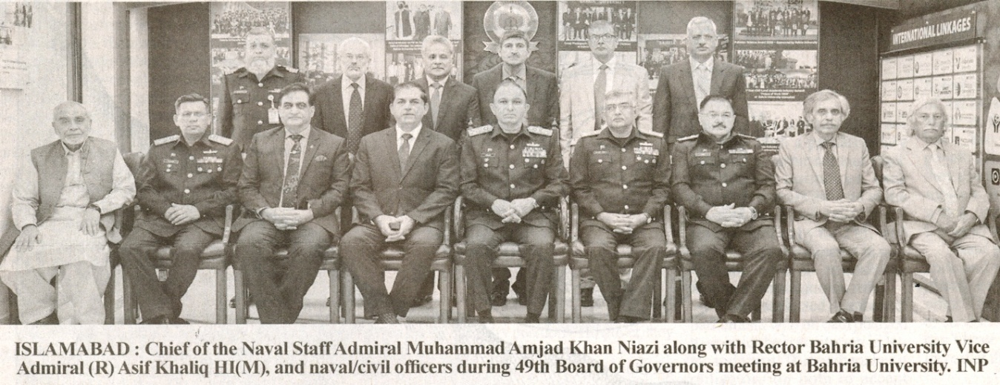 INTERNATIONAL LINKAGES
ISLAMABAD : Chief of the Naval Staff Admiral Muhammad Amjad Khan Niazi along with Rector Bahria University Vice
Admiral (R) Asif Khaliq HI(M), and naval/civil officers during 49th Board of Governors meeting at Bahria University. INP